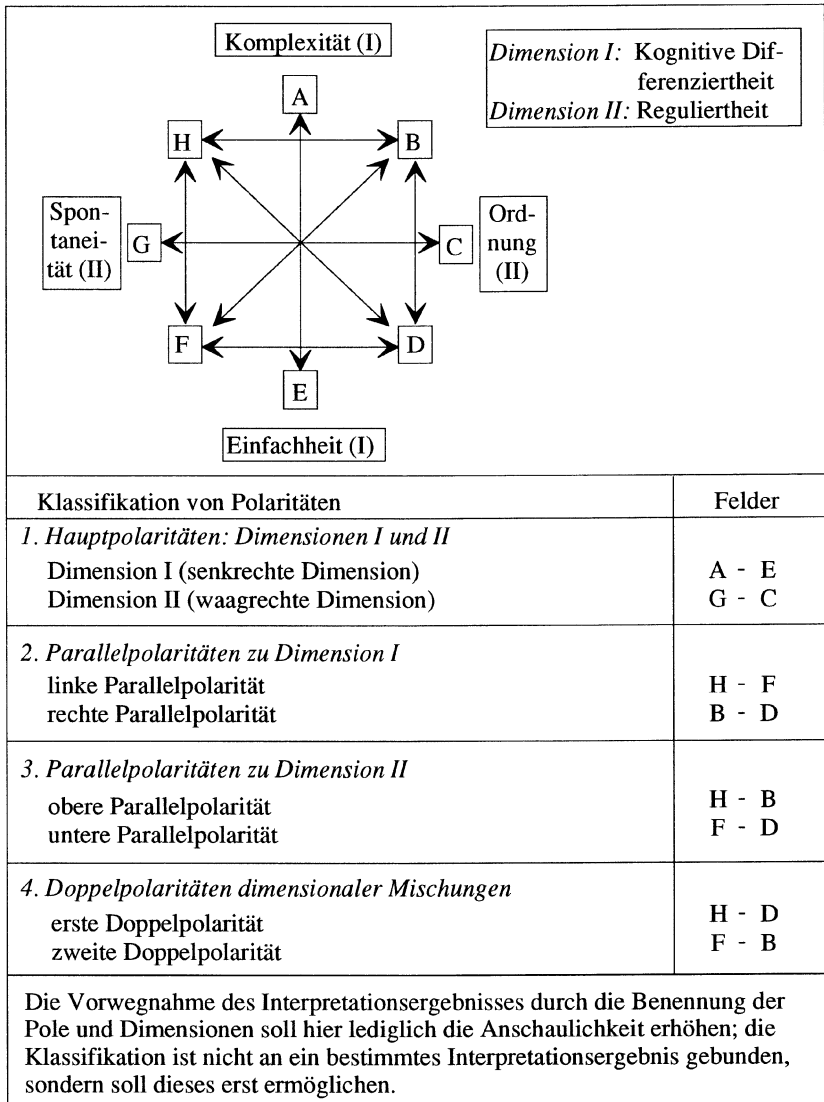 Komplexität (I)
Dimension I: Kognitive Dif-
ferenziertheit
Dimension II: Reguliertheit
A
H
B
Spon-
tanei-
tät (II)
G
C
Ord-
nung
(II)
F
D
E
Einfachheit (I)
Klassifikation von Polaritäten Felder
1. Hauptpolaritäten: Dimensionen I und II
Dimension I (senkrechte Dimension) A - E
Dimension II (waagrechte Dimension) G - C
2. Parallelpolaritäten zu Dimension I
linke Parallelpolarität H - F
rechte Parallelpolarität B - D
3. Parallelpolaritäten zu Dimension II
obere Parallelpolarität H - B
untere Parallelpolarität F - D
4. Doppelpolaritäten dimensionaler Mischungen
erste Doppelpolarität H - D
zweite Doppelpolarität F - B
Die Vorwegnahme des Interpretationsergebnisses durch die Benennung der
Pole und Dimensionen soll hier lediglich die Anschaulichkeit erhöhen; die
Klassifikation ist nicht an ein bestimmtes Interpretationsergebnis gebunden,
sondern soll dieses erst ermöglichen.